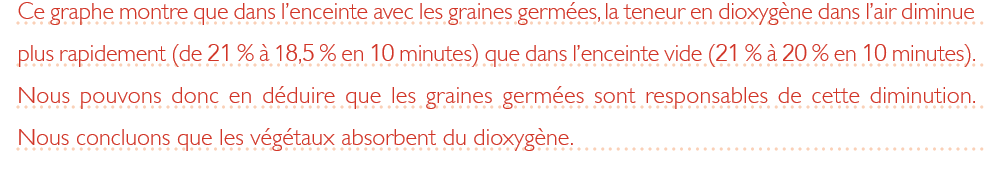 Ce graphe montre que dans l’enceinte avec les graines germées, la teneur en dioxygène dans l’air diminue
plus rapidement (de 21 % à 18,5 % en 10 minutes) que dans l’enceinte vide (21 % à 20 % en 10 minutes).
Nous pouvons donc en déduire que les graines germées sont responsables de cette diminution.
Nous concluons que les végétaux absorbent du dioxygène.